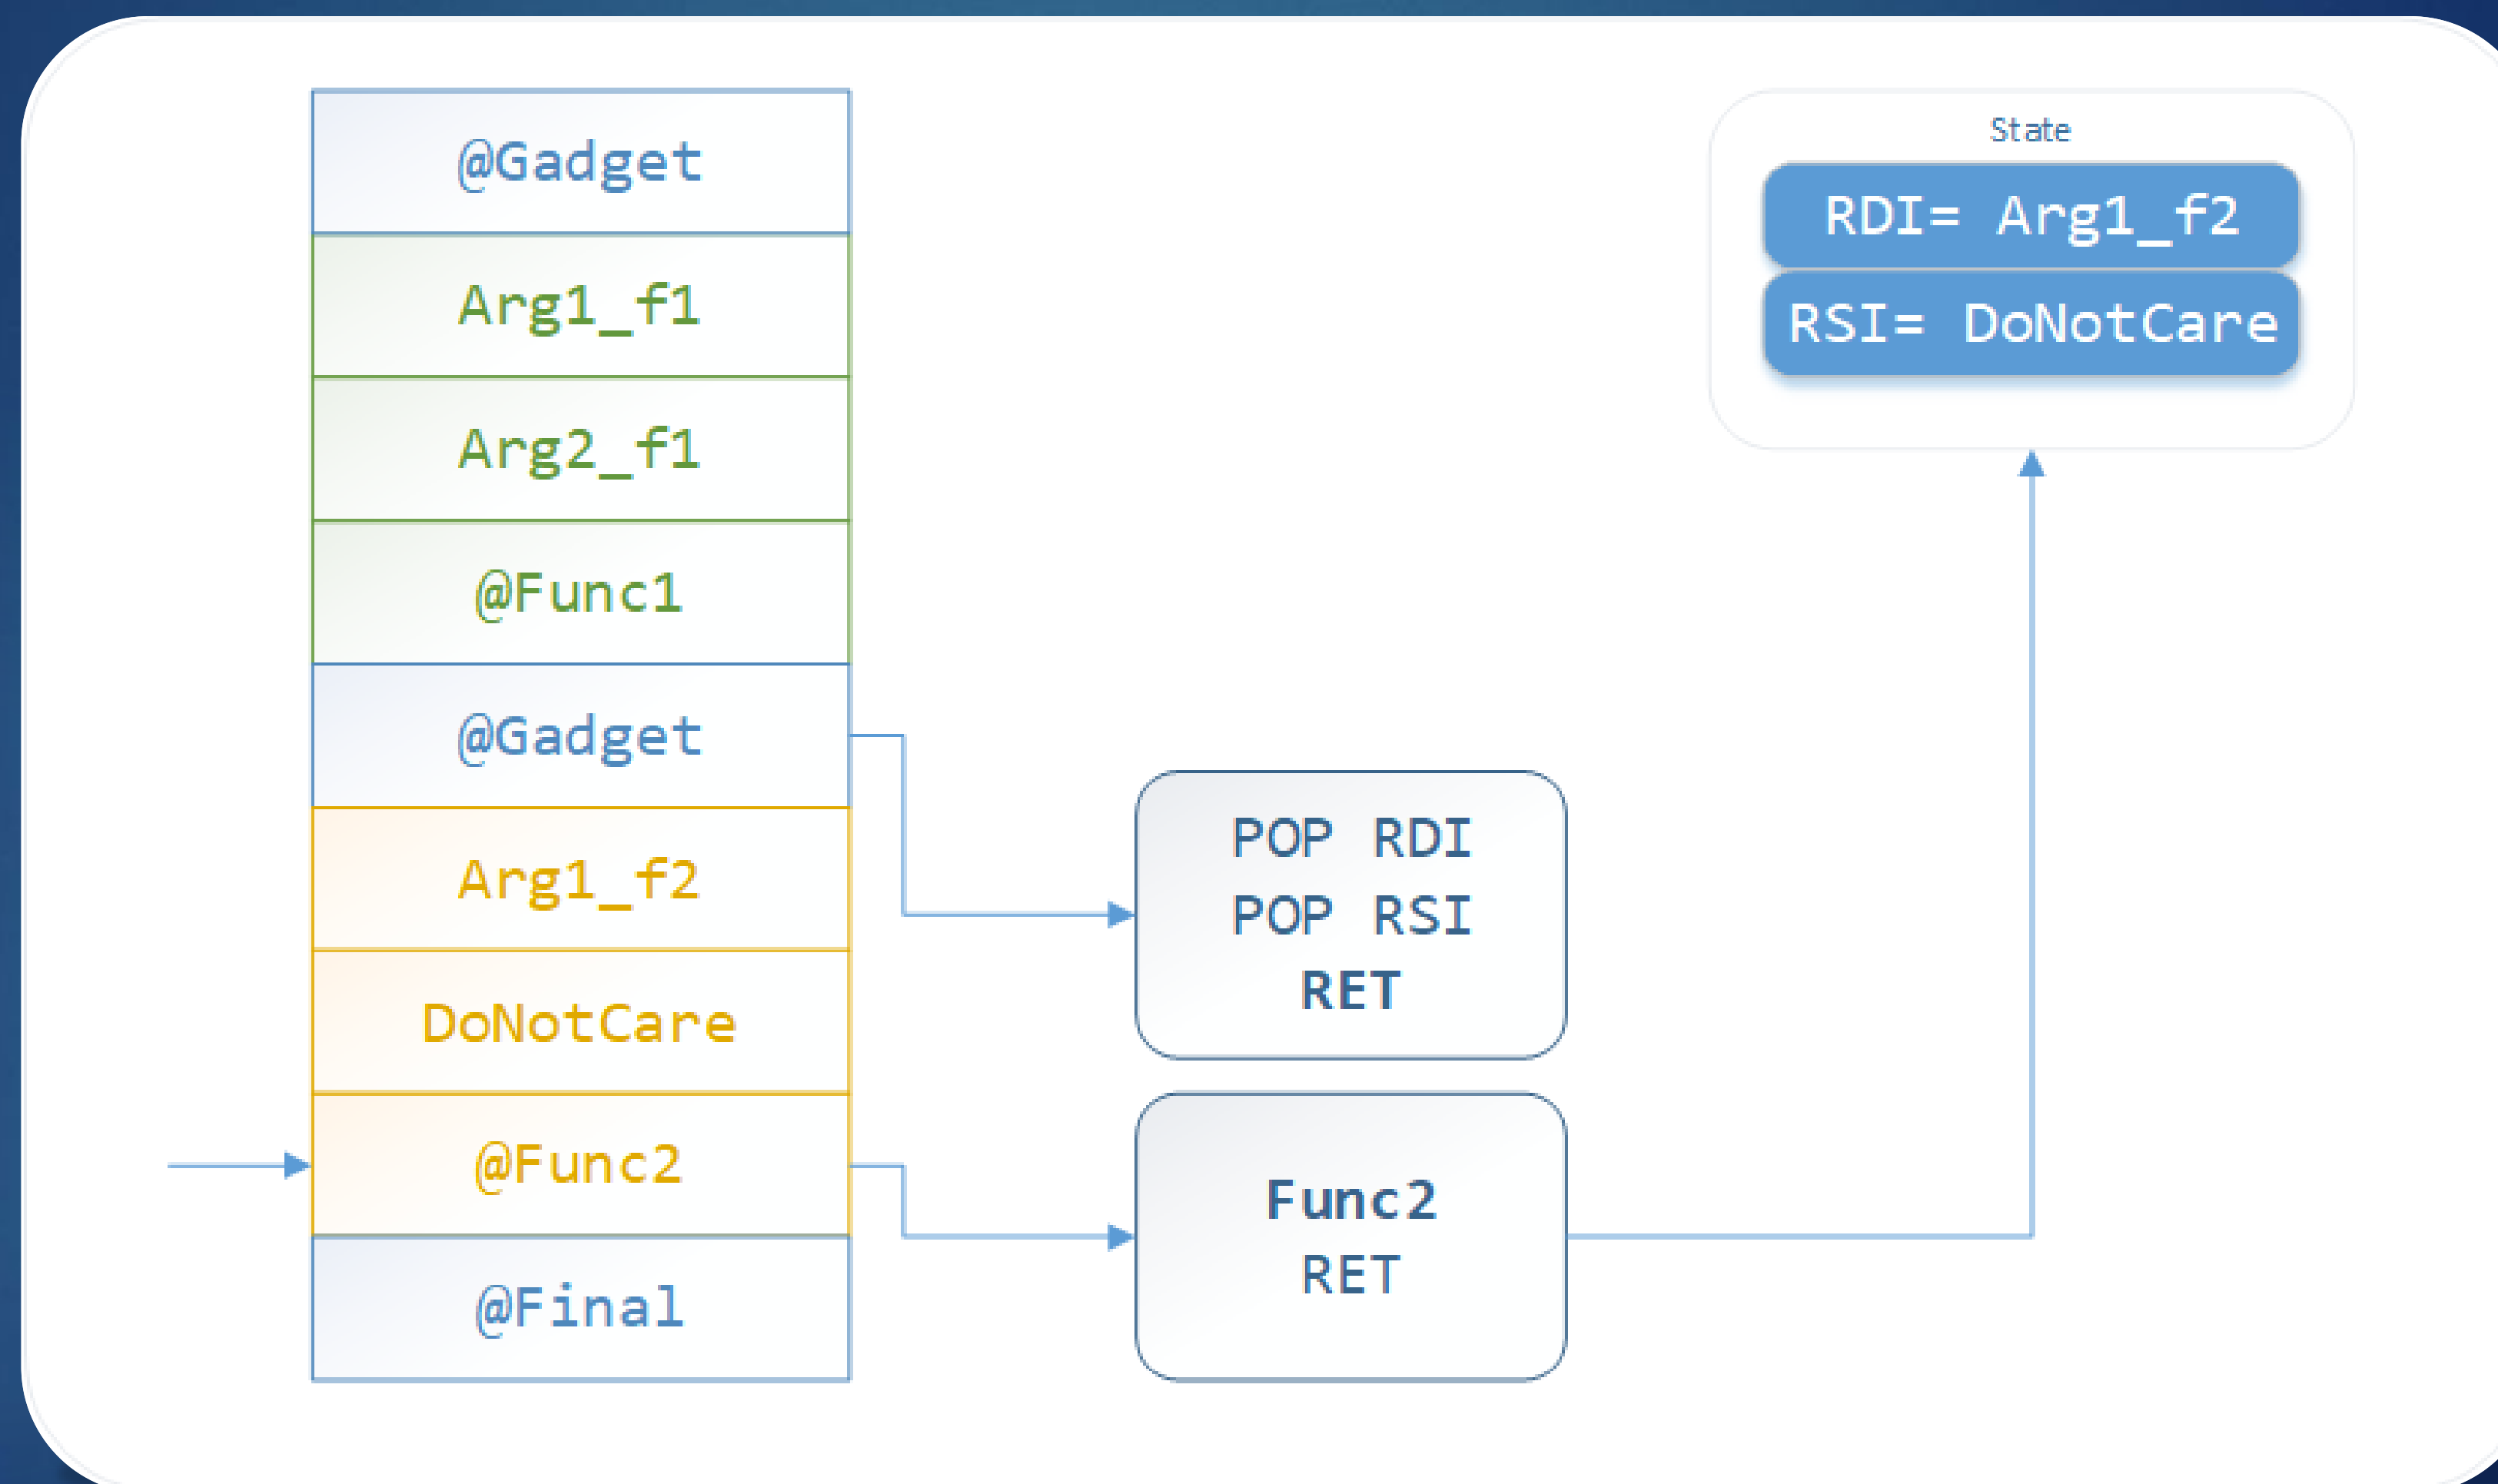 @Gadget
Arg1_f1
Arg2_f1
@Func1
@Gadget
Arg1_f2
DoNotCare
@Func2
@Final
POP RDI
POP RSI
RET
Func2
RET
State
RDI= Arg1_f2
RSI= DoNotCare